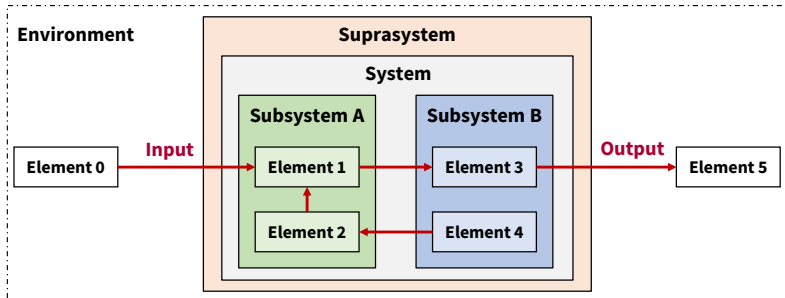 Environment
Suprasystem
System
Subsystem A
Subsystem B
Input
Output
Element 0
Element 1
Element 3
Element 5
Element 2
Element 4